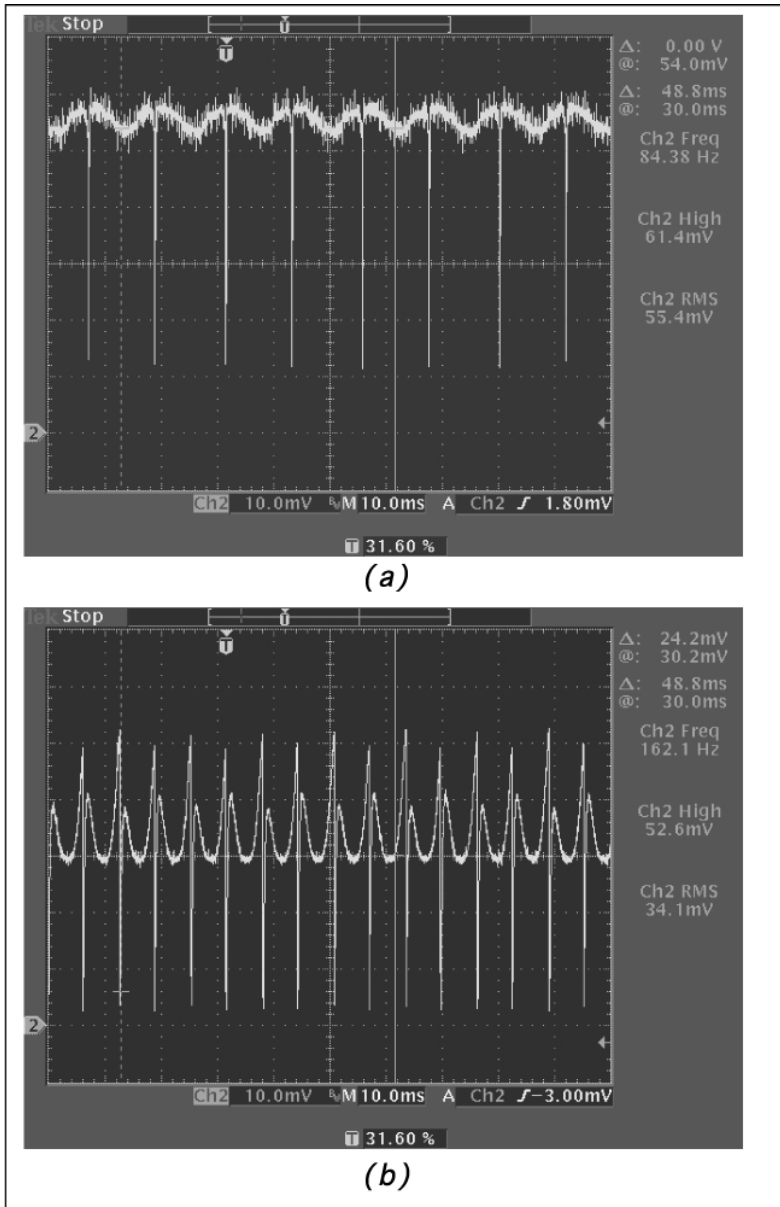 Tek Stop
T
Δ: 0.00 V
@: 54.0mV
Δ: 48.8ms
@: 30.0ms
Ch2 Freq
84.38 Hz
Ch2 High
61.4mV
Ch2 RMS
55.4mV
2
Ch2 10.0mV M 10.0ms A Ch2 ƒ 1.80mV
T 31.60 %
(a)
Tek Stop
T
Δ: 24.2mV
@: 30.2mV
Δ: 48.8ms
@: 30.0ms
Ch2 Freq
162.1 Hz
Ch2 High
52.6mV
Ch2 RMS
34.1mV
2
Ch2 10.0mV M 10.0ms A Ch2 ƒ -3.00mV
T 31.60 %
(b)